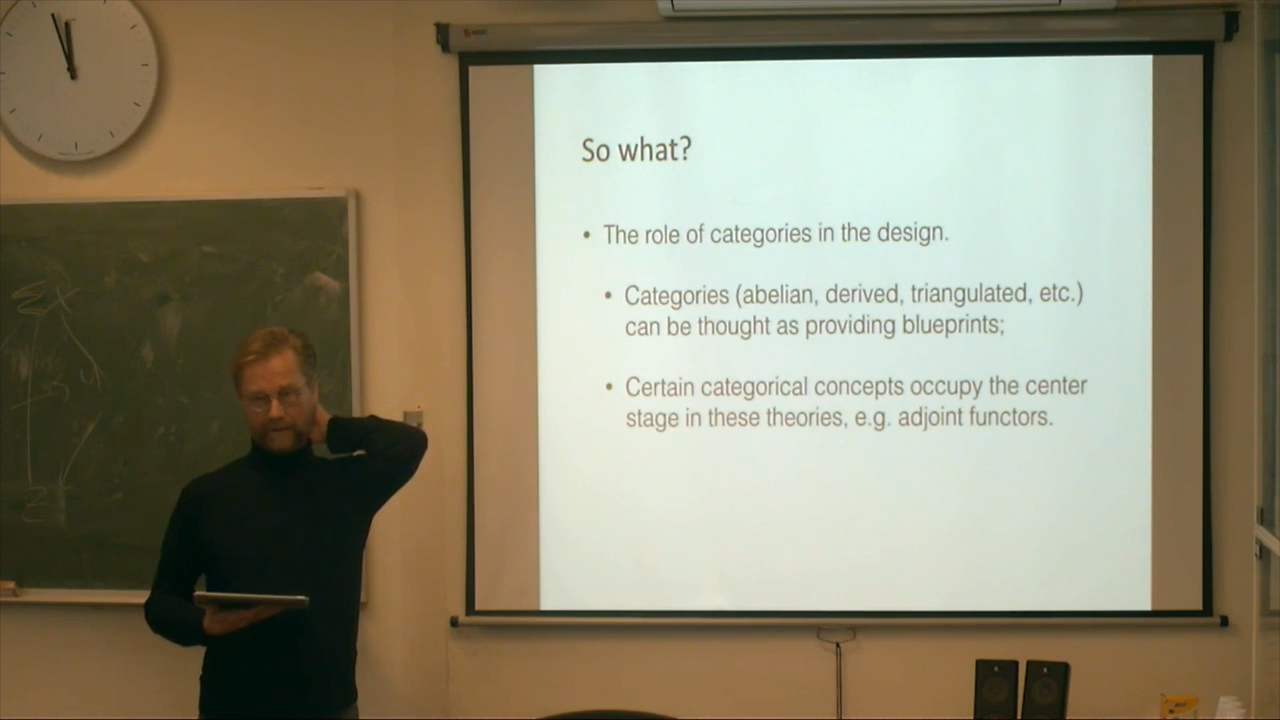 So what?
• The role of categories in the design.
• Categories (abelian, derived, triangulated, etc.)
can be thought as providing blueprints;
• Certain categorical concepts occupy the center
stage in these theories, e.g. adjoint functors.